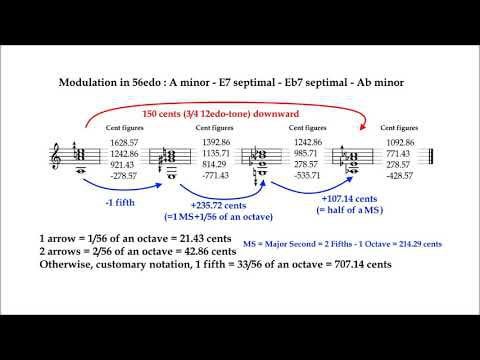 Modulation in 56edo : A minor - E7 septimal - Eb7 septimal - Ab minor
150 cents (3/4 12edo-tone) downward
Cent figures Cent figures Cent figures Cent figures
1628.57 1392.86 1242.86 1092.86
1242.86 1135.71 985.71 771.43
921.43 814.29 278.57 278.57
-278.57 -771.43 -535.71 -428.57
-1 fifth
+235.72 cents
(=1MS+1/56 of an octave)
+107.14 cents
(= half of a MS)
1 arrow = 1/56 of an octave = 21.43 cents
MS = Major Second = 2 Fifths - 1 Octave = 214.29 cents
2 arrows = 2/56 of an octave = 42.86 cents
Otherwise, customary notation, 1 fifth = 33/56 of an octave = 707.14 cents